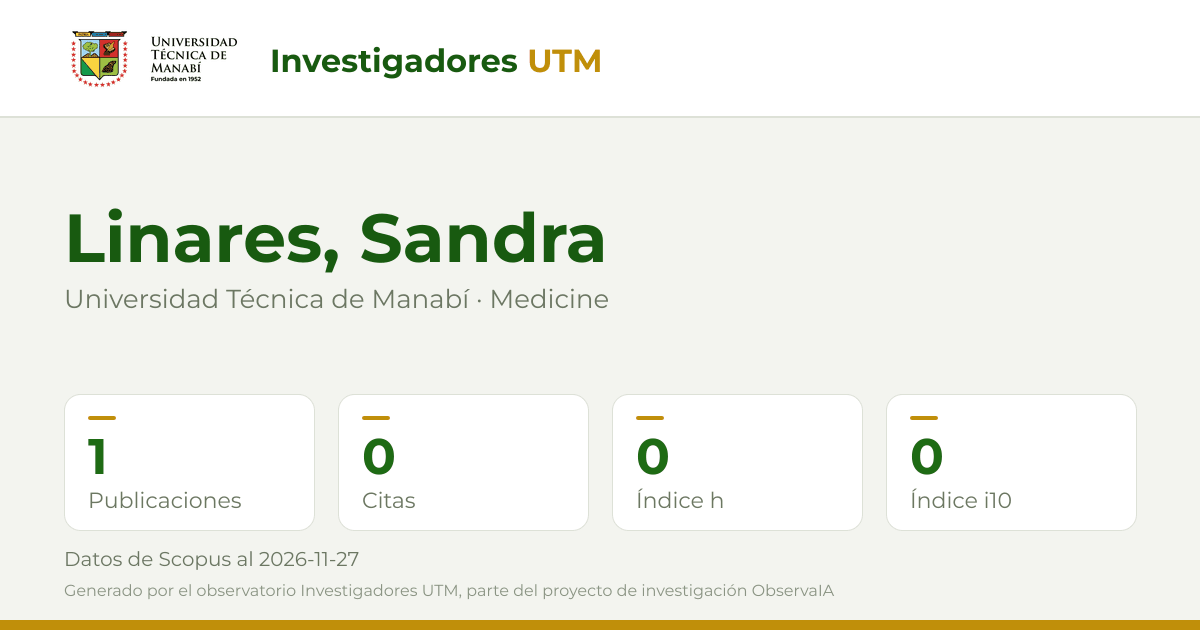 UNIVERSIDAD
TÉCNICA DE
MANABÍ
Fundada en 1952
Investigadores UTM
Linares, Sandra
Universidad Técnica de Manabí · Medicine
1
Publicaciones
0
Citas
0
Índice h
0
Índice i10
Datos de Scopus al 2026-11-27
Generado por el observatorio Investigadores UTM, parte del proyecto de investigación ObservaIA